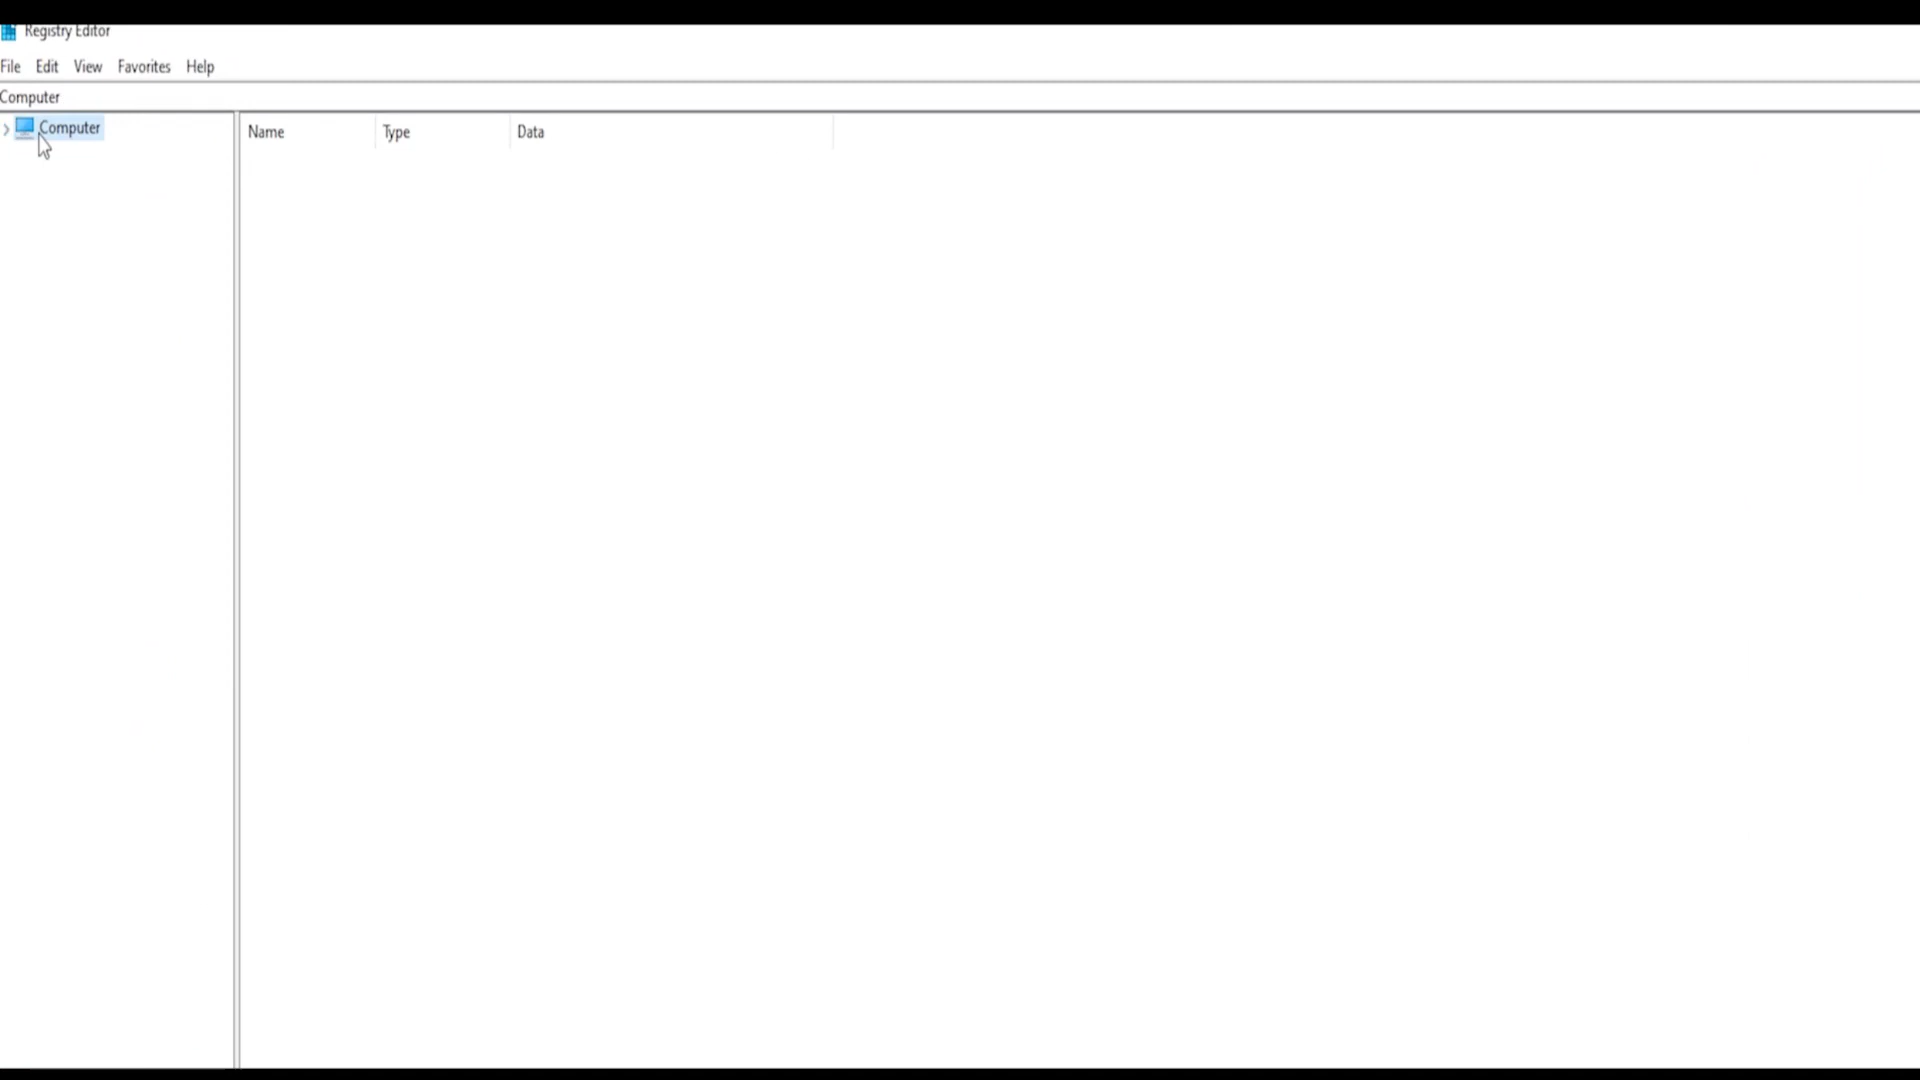 Registry Editor
File Edit View Favorites Help
Computer
Computer
Name Type Data